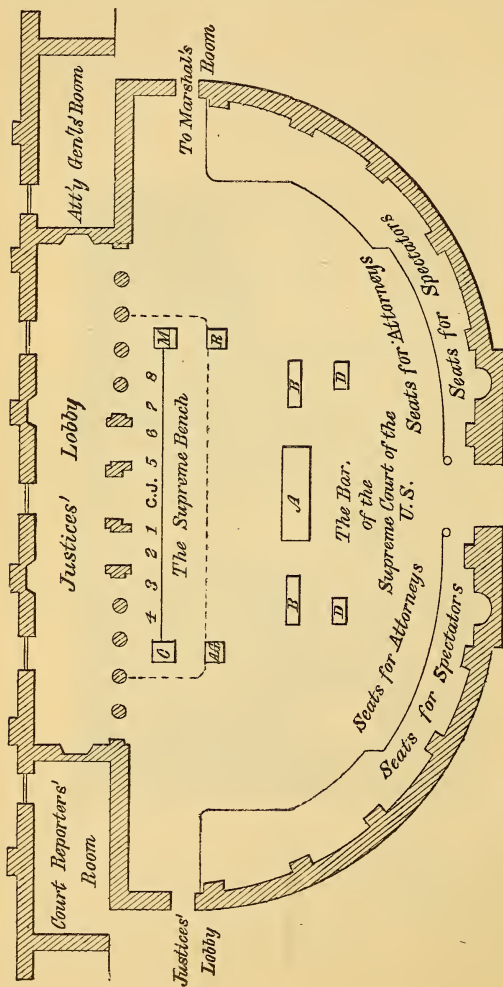 Court Reporters'
Room
Att'y Gen'ls Room
Justices' Lobby
Justices'
Lobby
To Marshal's
Room
4 3 2 1 C.J. 5 6 7 8
C
M
The Supreme Bench
R
A
B
B
D
D
The Bar.
of the
Supreme Court of the
U.S.
Seats for Attorneys
Seats for Attorneys
Seats for Spectators
Seats for Spectators